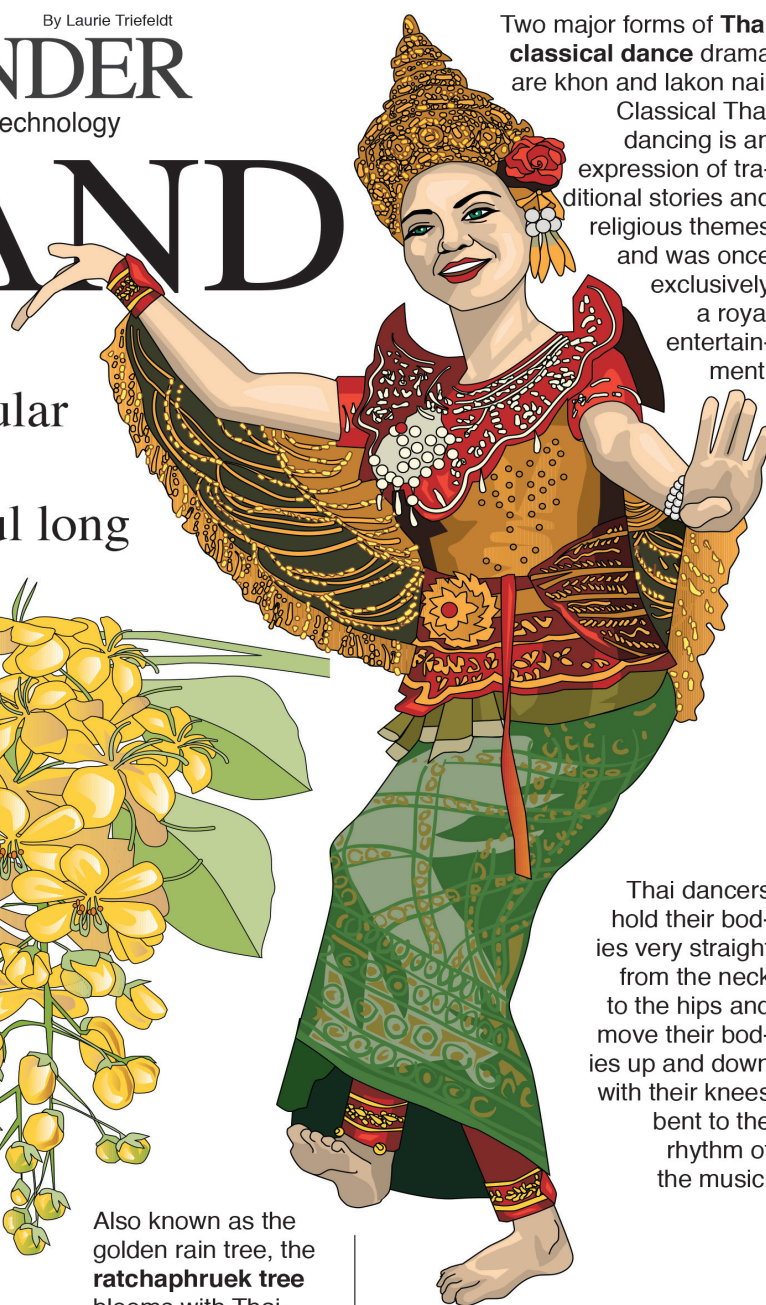 By Laurie Triefeldt
NDER
echnology
AND
ular
ul long
Two major forms of Tha
classical dance drama
are khon and lakon nai
Classical Tha
dancing is an
expression of tra-
ditional stories and
religious themes
and was once
exclusively
a roya
entertain-
ment
Thai dancers
hold their bod-
ies very straight
from the neck
to the hips and
move their bod-
ies up and down
with their knees
bent to the
rhythm of
the music
Also known as the
golden rain tree, the
ratchaphruek tree
blooms with Thai